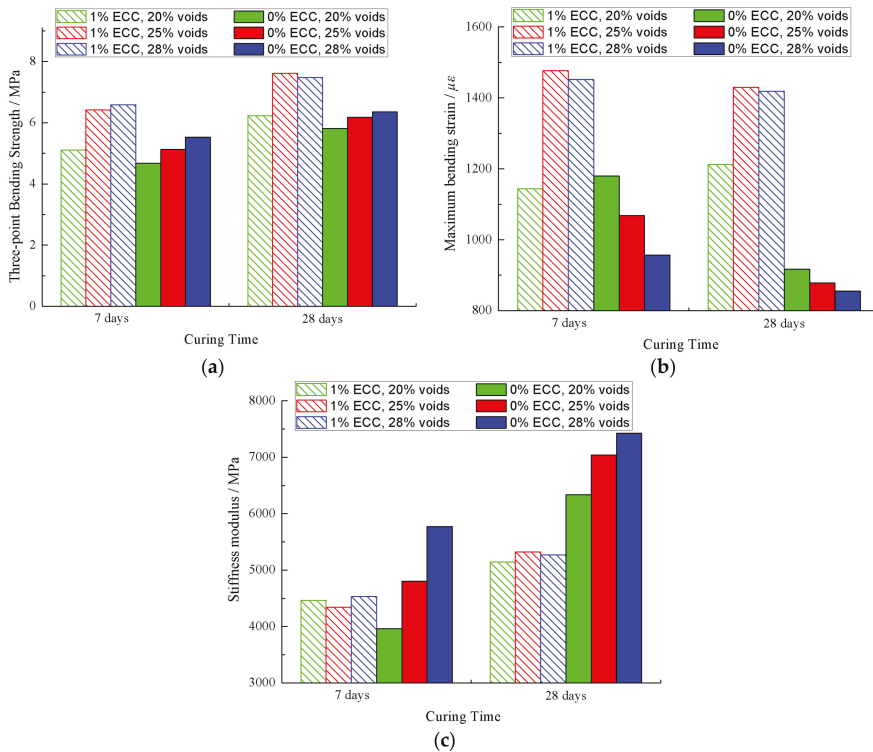 1% ECC, 20% voids 0% ECC, 20% voids
1% ECC, 25% voids 0% ECC, 25% voids
1% ECC, 28% voids 0% ECC, 28% voids
8
6
4
2
0
Three-point Bending Strength / MPa
7 days 28 days
Curing Time
(a)
1% ECC, 20% voids 0% ECC, 20% voids
1% ECC, 25% voids 0% ECC, 25% voids
1% ECC, 28% voids 0% ECC, 28% voids
1600
1400
1200
1000
800
Maximum bending strain / με
7 days 28 days
Curing Time
(b)
1% ECC, 20% voids 0% ECC, 20% voids
1% ECC, 25% voids 0% ECC, 25% voids
1% ECC, 28% voids 0% ECC, 28% voids
8000
7000
6000
5000
4000
3000
Stiffness modulus / MPa
7 days 28 days
Curing Time
(c)